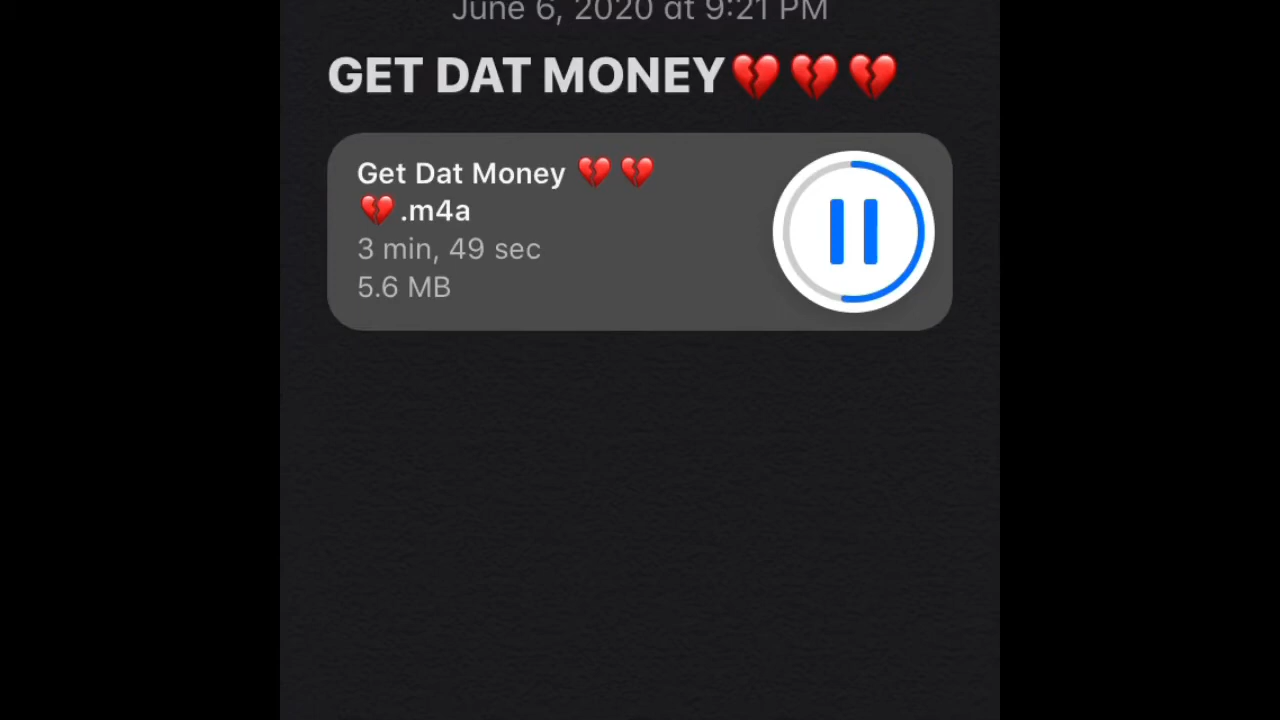 June 6, 2020 at 9:21 PM
GET DAT MONEY💔💔💔
Get Dat Money 💔💔
💔.m4a
3 min, 49 sec
5.6 MB